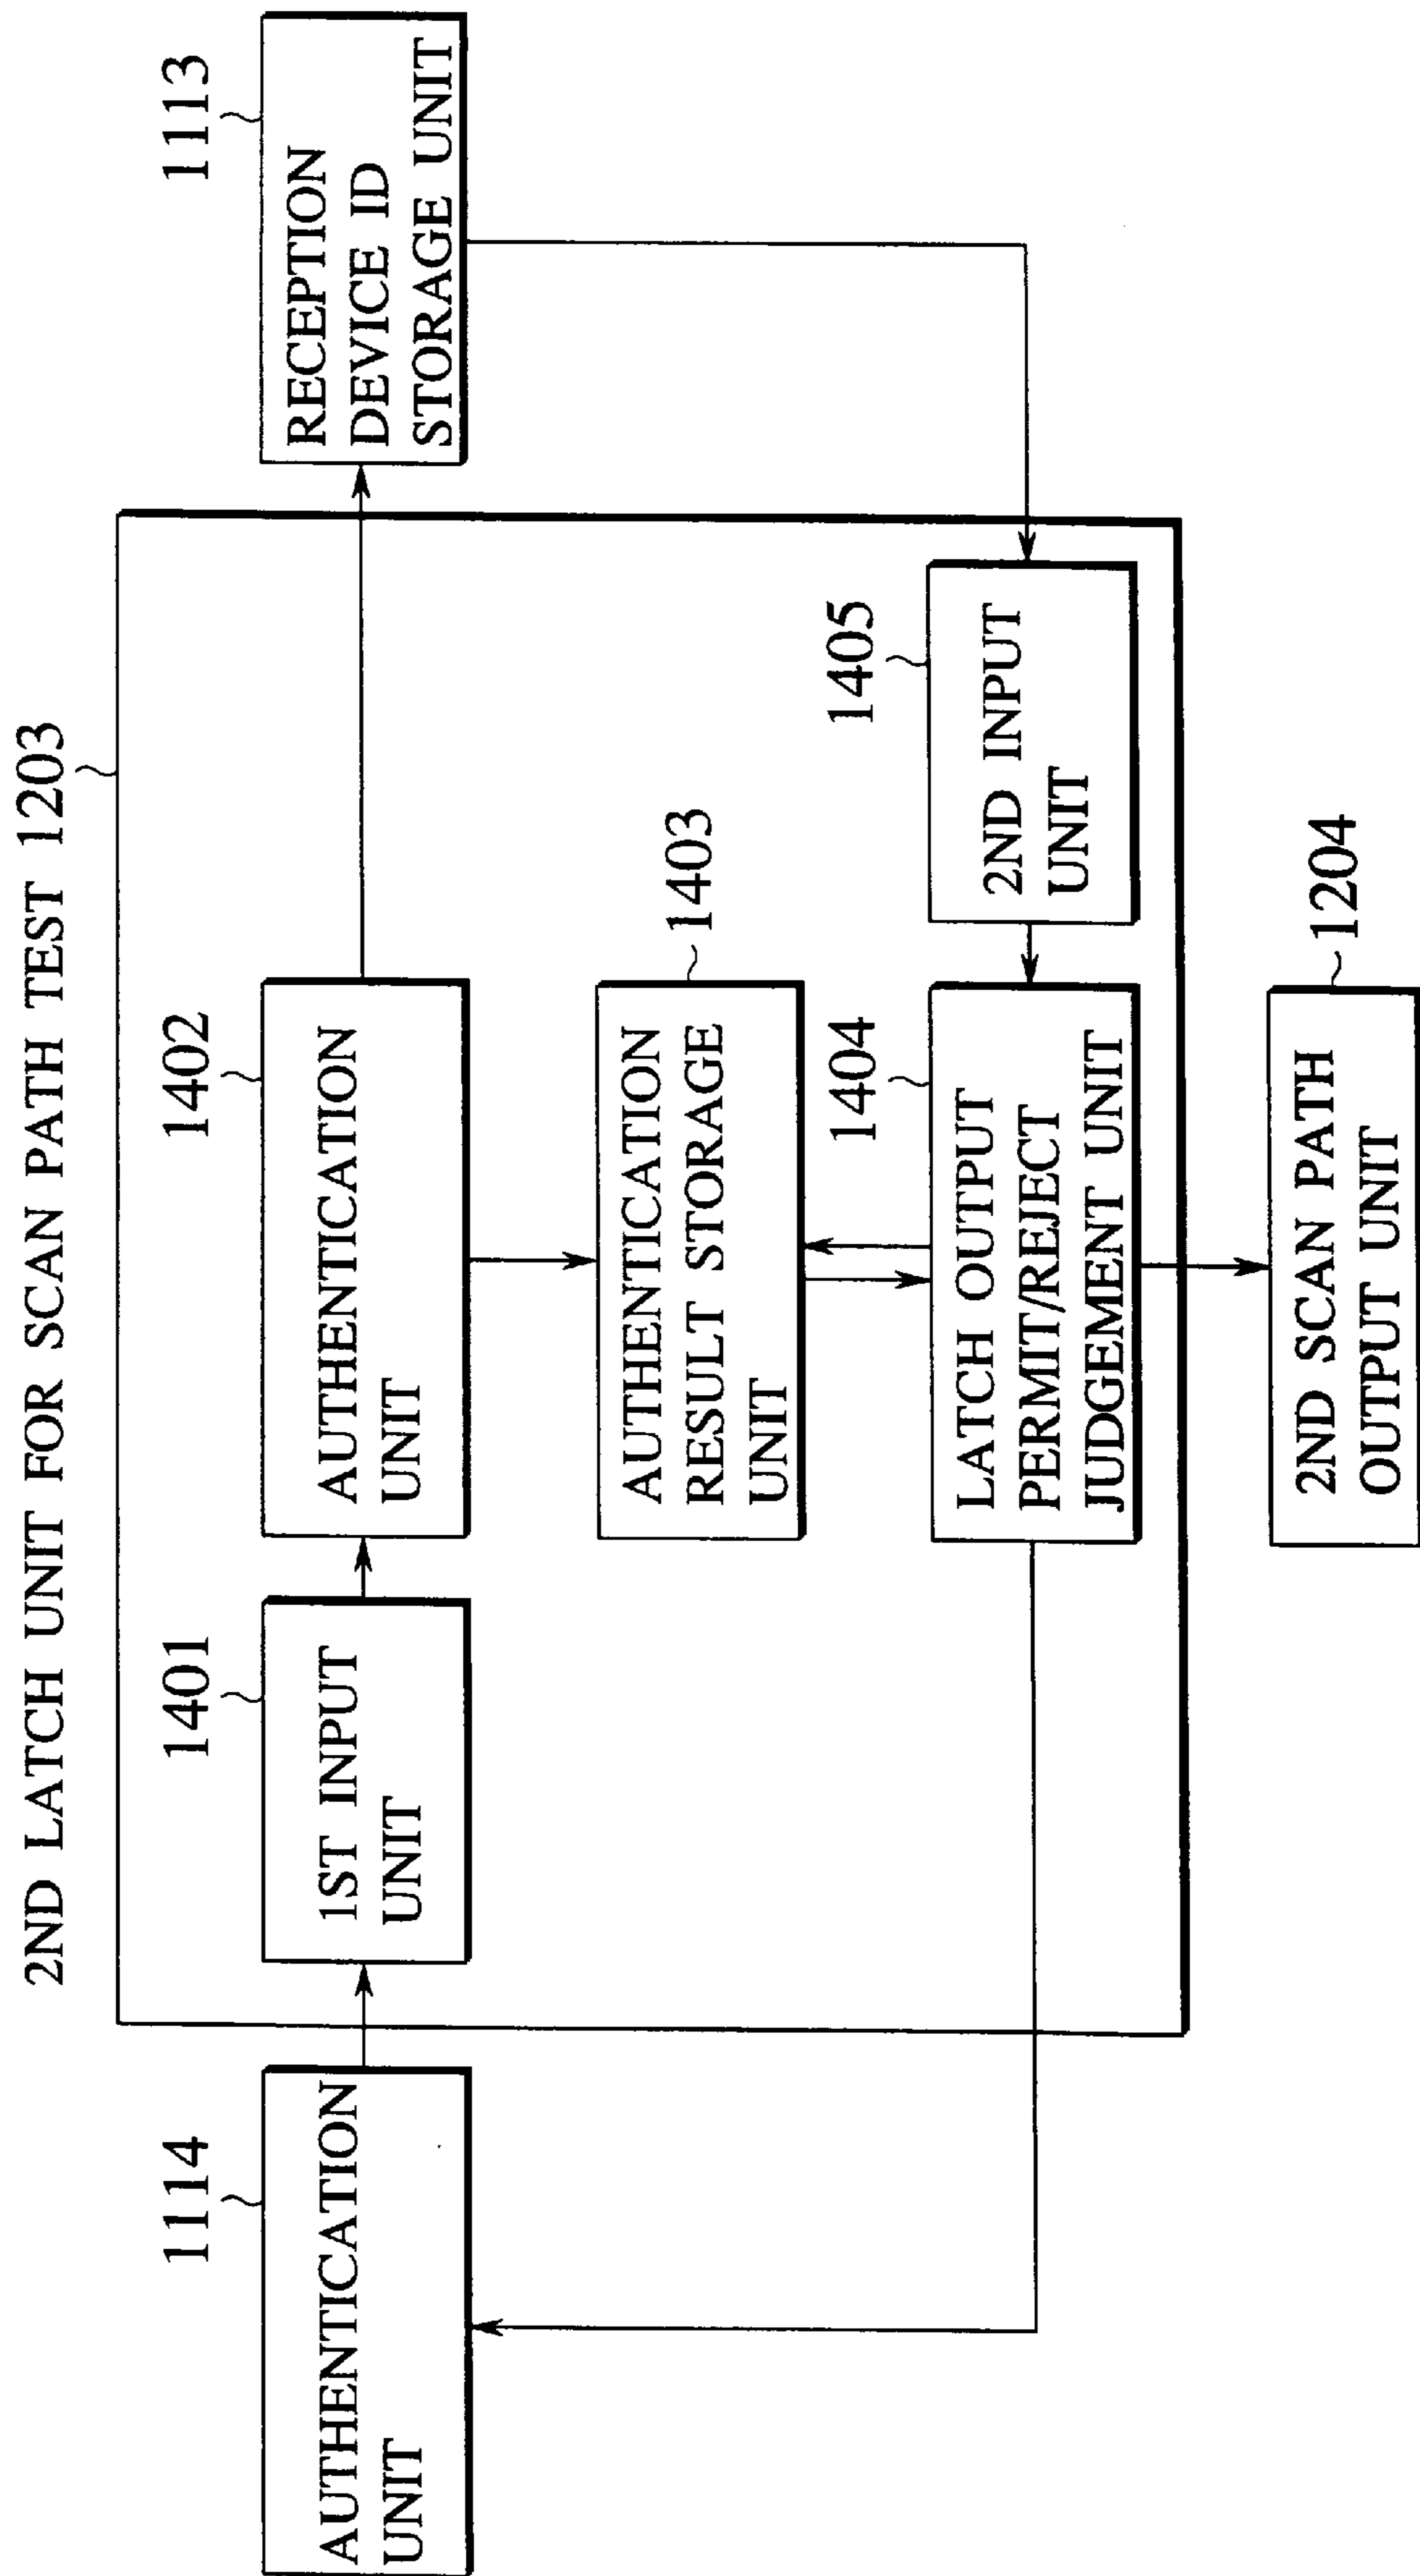 2ND LATCH UNIT FOR SCAN PATH TEST 1203
1114
AUTHENTICATION
UNIT
1401
1ST INPUT
UNIT
1402
AUTHENTICATION
UNIT
1113
RECEPTION
DEVICE ID
STORAGE UNIT
1403
AUTHENTICATION
RESULT STORAGE
UNIT
1404
LATCH OUTPUT
PERMIT/REJECT
JUDGEMENT UNIT
1405
2ND INPUT
UNIT
1204
2ND SCAN PATH
OUTPUT UNIT